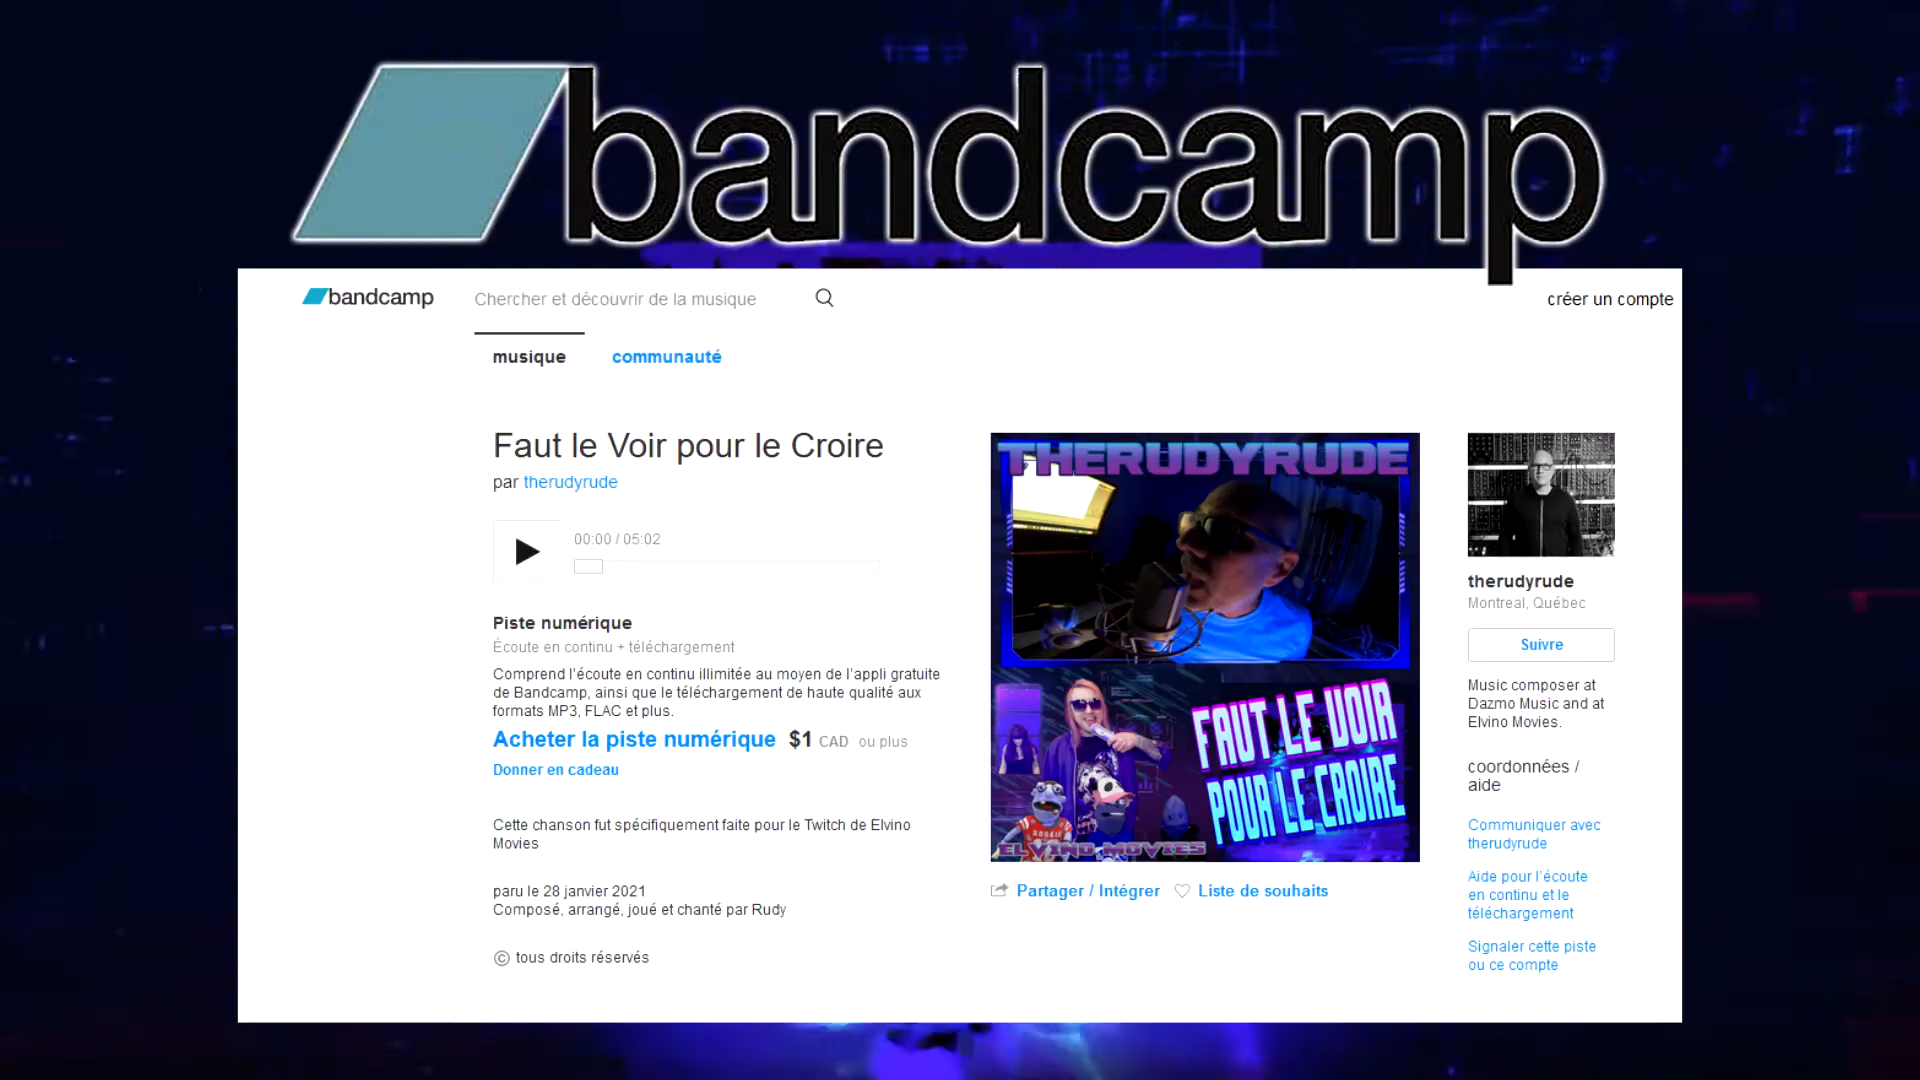 bandcamp
bandcamp
Chercher et découvrir de la musique
créer un compte
musique
communauté
Faut le Voir pour le Croire
par therudyrude
00:00 / 05:02
Piste numérique
Écoute en continu + téléchargement
Comprend l'écoute en continu illimitée au moyen de l'appli gratuite
de Bandcamp, ainsi que le téléchargement de haute qualité aux
formats MP3, FLAC et plus.
Acheter la piste numérique $1 CAD ou plus
Donner en cadeau
Cette chanson fut spécifiquement faite pour le Twitch de Elvino
Movies
paru le 28 janvier 2021
Composé, arrangé, joué et chanté par Rudy
© tous droits réservés
THERUDYRUDE
FAUT LE VOIR
POUR LE CROIRE
ROOKIE
ELVINO MOVIES
Partager / Intégrer
Liste de souhaits
therudyrude
Montreal, Québec
Suivre
Music composer at
Dazmo Music and at
Elvino Movies.
coordonnées /
aide
Communiquer avec
therudyrude
Aide pour l'écoute
en continu et le
téléchargement
Signaler cette piste
ou ce compte